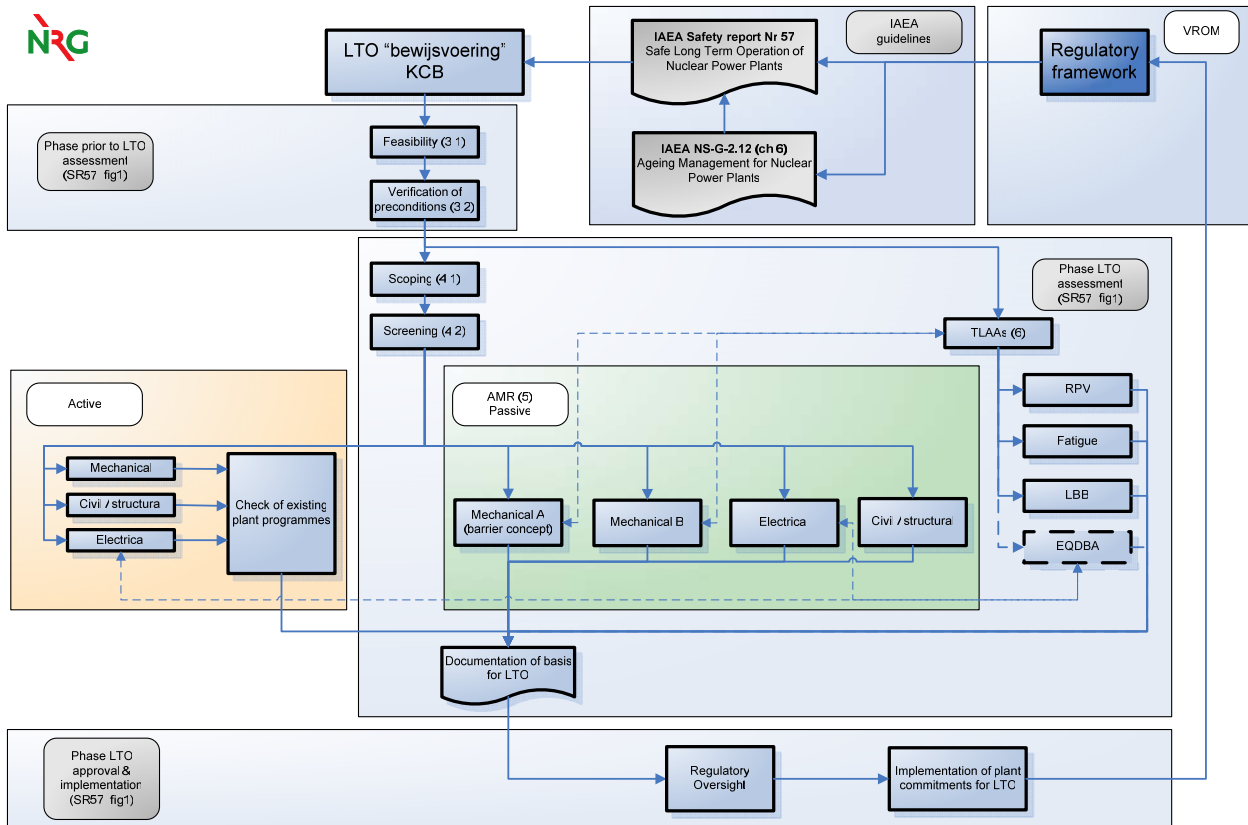 NRG
LTO “bewijsvoering”
KCB
IAEA Safety report Nr 57
Safe Long Term Operation of
Nuclear Power Plants
IAEA
guidelines
VROM
Regulatory
framework
Phase prior to LTO
assessment
(SR57 fig1)
Feasibility (3 1)
Verification of
preconditions (3 2)
IAEA NS-G-2.12 (ch 6)
Ageing Management for Nuclear
Power Plants
Scoping (4 1)
Screening (4 2)
Phase LTO
assessment
(SR57 fig1)
TLAAs (6)
Active
AMR (5)
Passive
RPV
Fatigue
LBB
EQDBA
Mechanical
Civil / structura
Electrica
Check of existing
plant programmes
Mechanical A
(barrier concept)
Mechanical B
Electrica
Civil / structural
Documentation of basis
for LTO
Phase LTO
approval &
implementation
(SR57 fig1)
Regulatory
Oversight
Implementation of plant
commitments for LTO